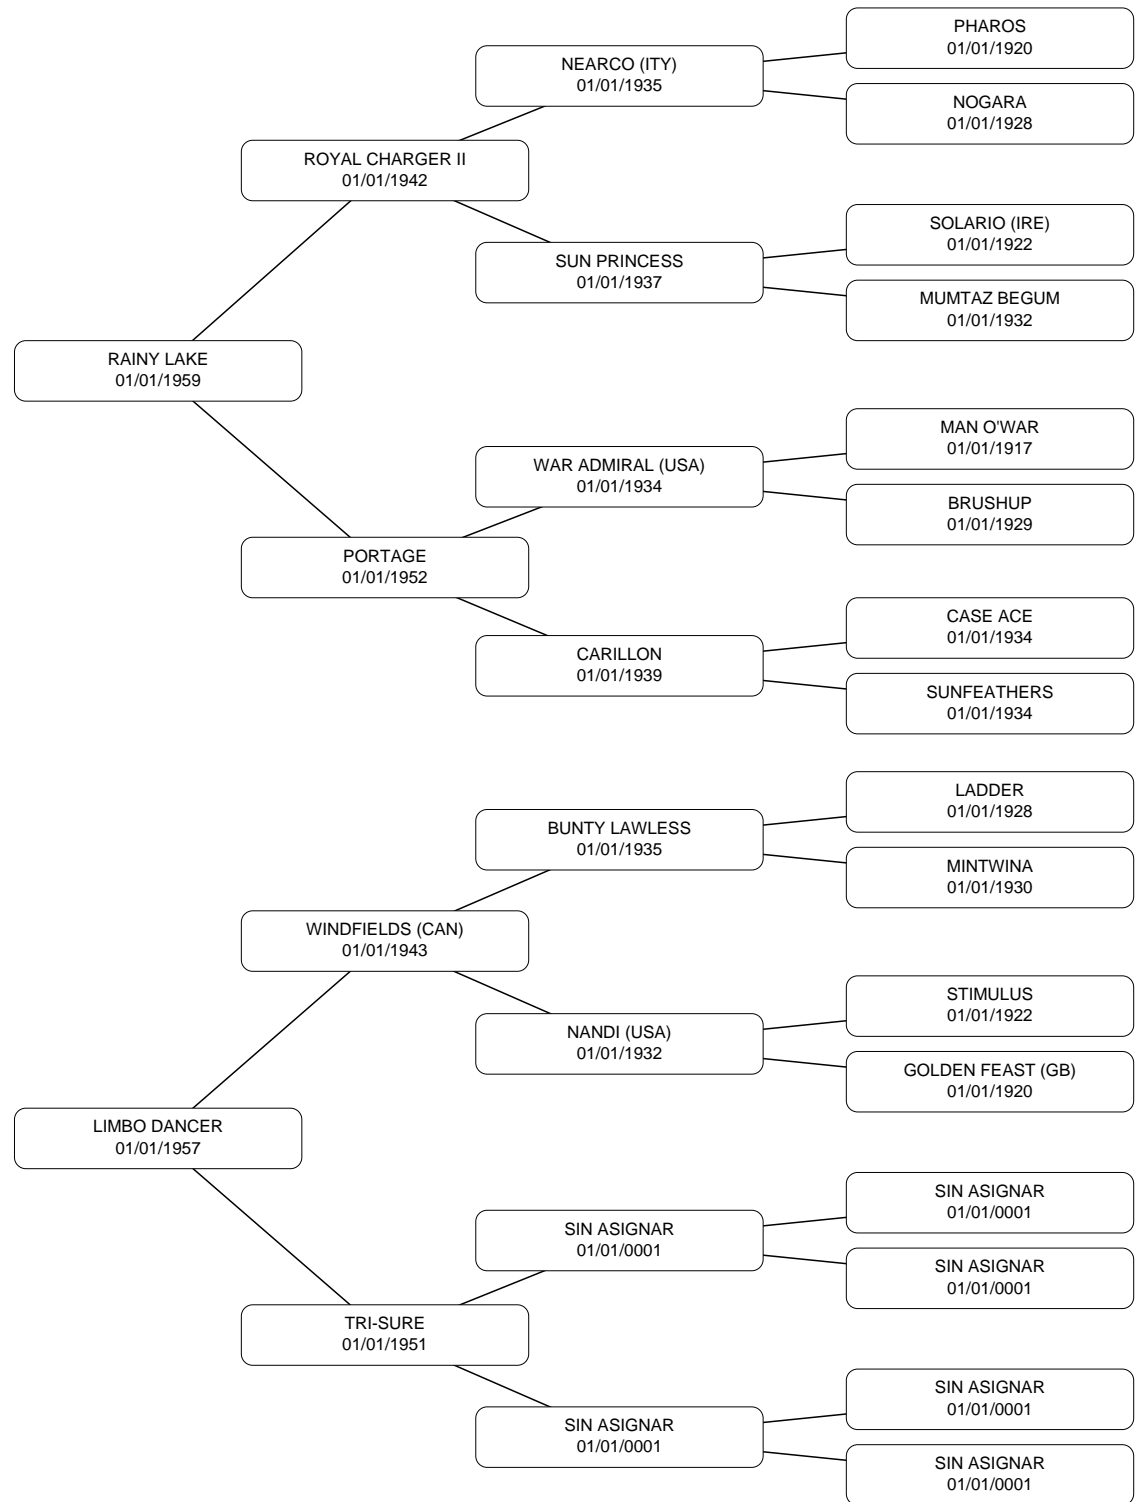 PHAROS
01/01/1920
NEARCO (ITY)
01/01/1935
NOGARA
01/01/1928
ROYAL CHARGER II
01/01/1942
SOLARIO (IRE)
01/01/1922
SUN PRINCESS
01/01/1937
MUMTAZ BEGUM
01/01/1932
RAINY LAKE
01/01/1959
MAN O'WAR
01/01/1917
WAR ADMIRAL (USA)
01/01/1934
BRUSHUP
01/01/1929
PORTAGE
01/01/1952
CASE ACE
01/01/1934
CARILLON
01/01/1939
SUNFEATHERS
01/01/1934
LADDER
01/01/1928
BUNTY LAWLESS
01/01/1935
MINTWINA
01/01/1930
WINDFIELDS (CAN)
01/01/1943
STIMULUS
01/01/1922
NANDI (USA)
01/01/1932
GOLDEN FEAST (GB)
01/01/1920
LIMBO DANCER
01/01/1957
SIN ASIGNAR
01/01/0001
SIN ASIGNAR
01/01/0001
SIN ASIGNAR
01/01/0001
TRI-SURE
01/01/1951
SIN ASIGNAR
01/01/0001
SIN ASIGNAR
01/01/0001
SIN ASIGNAR
01/01/0001